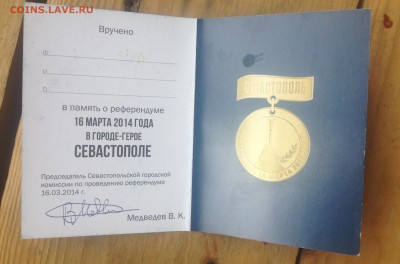 COINS.LAVE.RU
Вручено
Ф
И
О
в память о референдуме
16 МАРТА 2014 ГОДА
В ГОРОДЕ-ГЕРОЕ
СЕВАСТОПОЛЕ
Председатель Севастопольской городской
комиссии по проведению референдума
16.03.2014 г.
Медведев В. К.
СЕВАСТОПОЛЬ